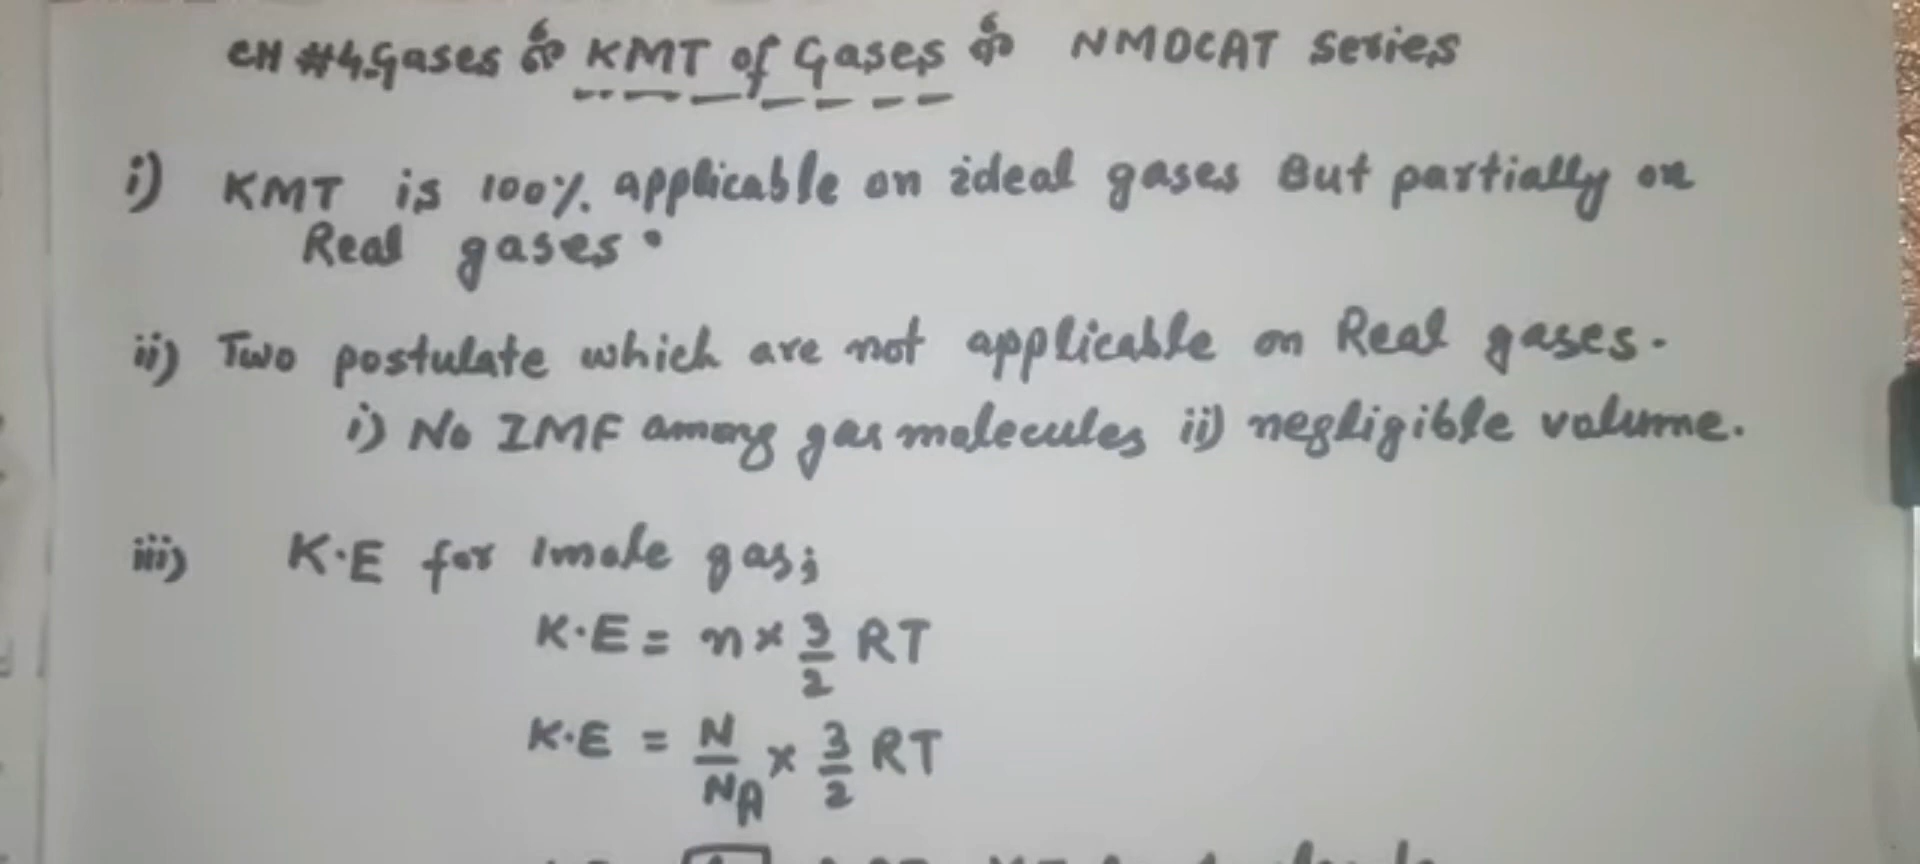 CH #4. Gases KMT of Gases NMDCAT Series
i) KMT is 100% applicable on ideal gases But partially on
Real gases.
ii) Two postulate which are not applicable on Real gases.
i) No IMF among gas molecules ii) negligible volume.
iii) K.E for 1mole gas;
K.E = n × 3/2 RT
K.E = N/NA × 3/2 RT